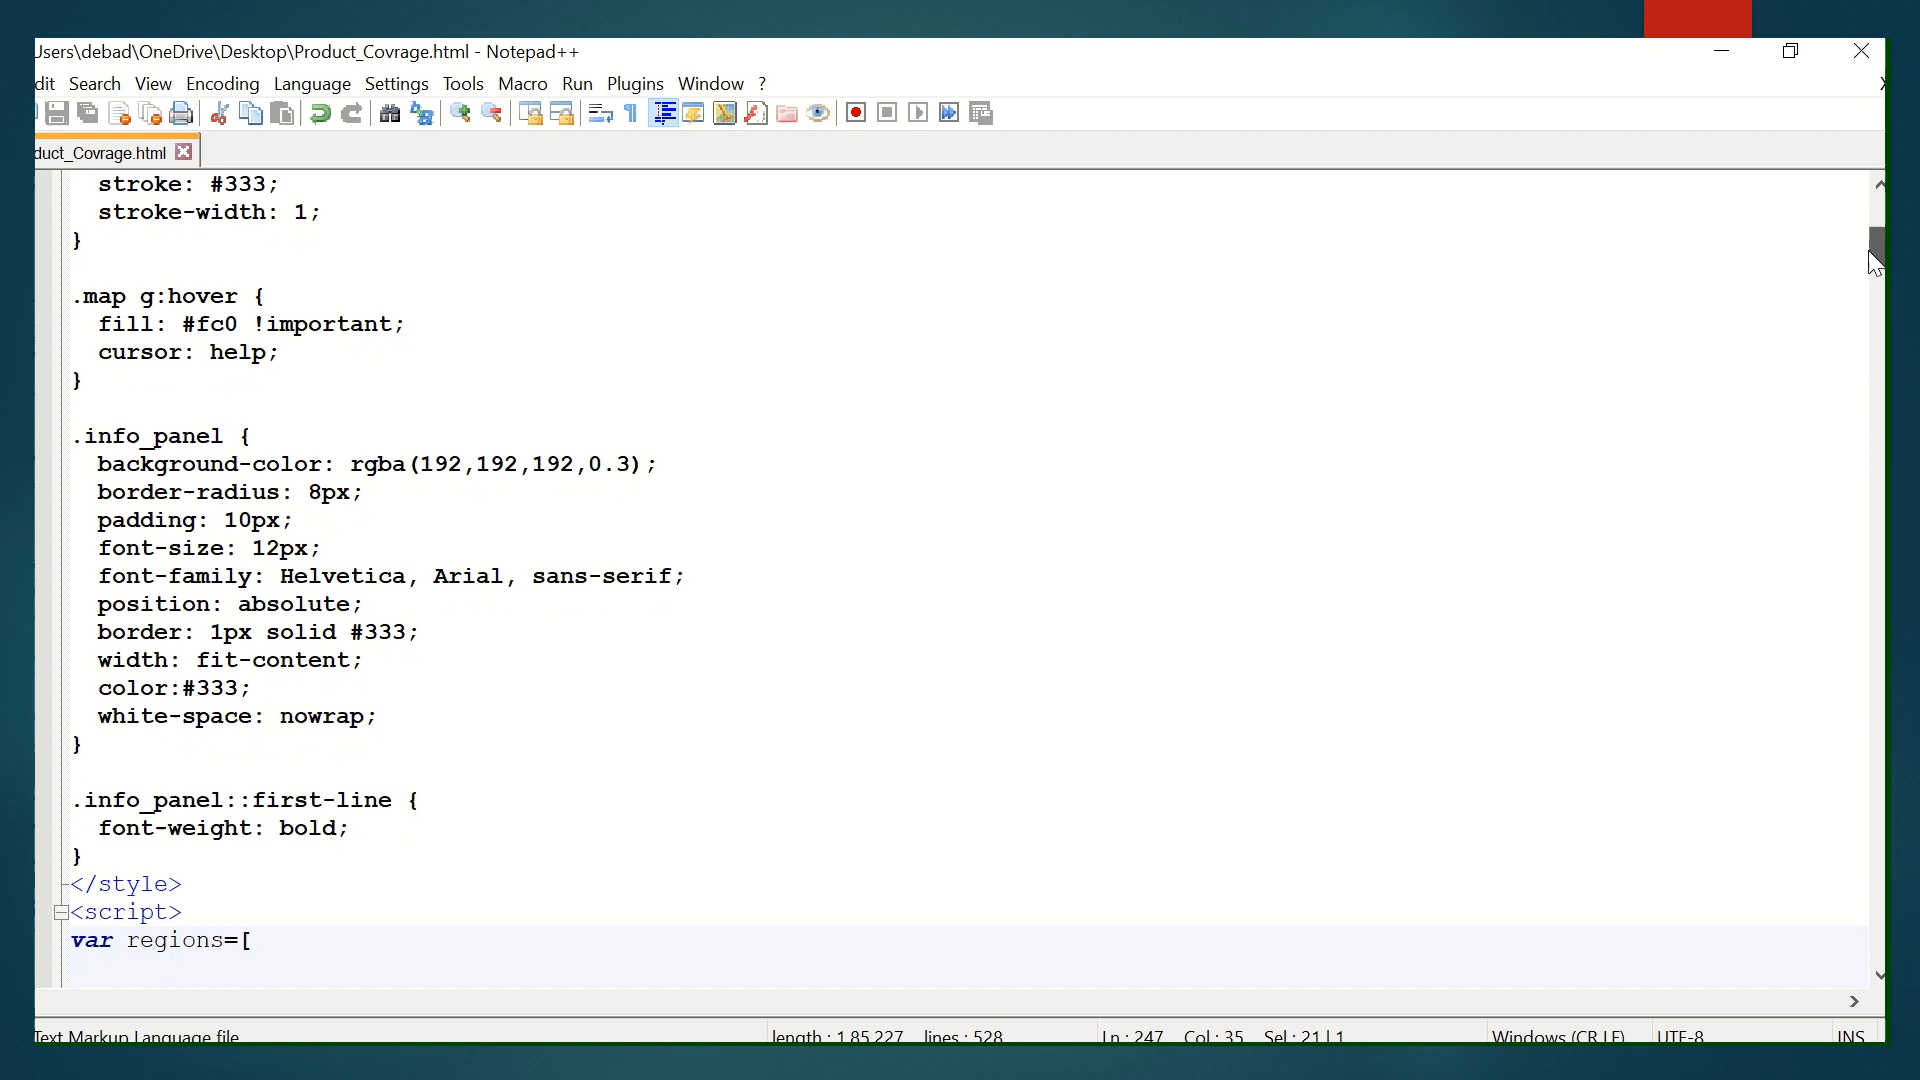 Jsers\debad\OneDrive\Desktop\Product_Covrage.html - Notepad++
dit Search View Encoding Language Settings Tools Macro Run Plugins Window ?
duct_Covrage.html
stroke: #333;
stroke-width: 1;
}
.map g:hover {
fill: #fc0 !important;
cursor: help;
}
.info_panel {
background-color: rgba(192,192,192,0.3);
border-radius: 8px;
padding: 10px;
font-size: 12px;
font-family: Helvetica, Arial, sans-serif;
position: absolute;
border: 1px solid #333;
width: fit-content;
color:#333;
white-space: nowrap;
}
.info_panel::first-line {
font-weight: bold;
}
</style>
<script>
var regions=[
Text Markup Language file length : 1,85,227 lines : 528 Ln : 247 Col : 35 Sel : 21 | 1 Windows (CR LF) UTF-8 INS